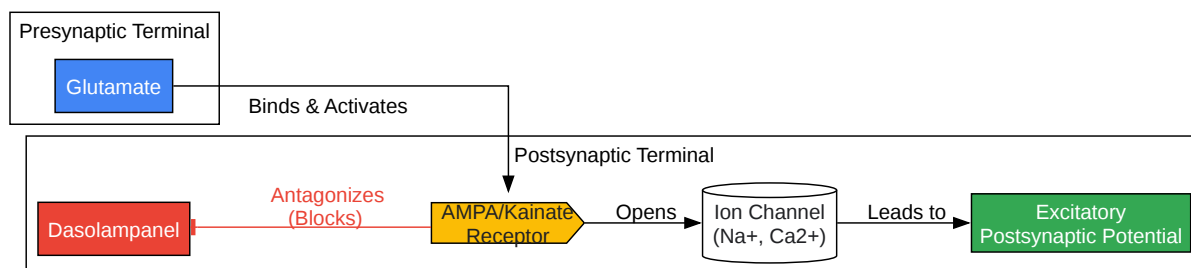 Presynaptic Terminal
Glutamate
Binds & Activates
Postsynaptic Terminal
Dasolampanel
Antagonizes
(Blocks)
AMPA/Kainate
Receptor
Opens
Ion Channel
(Na+, Ca2+)
Leads to
Excitatory
Postsynaptic Potential